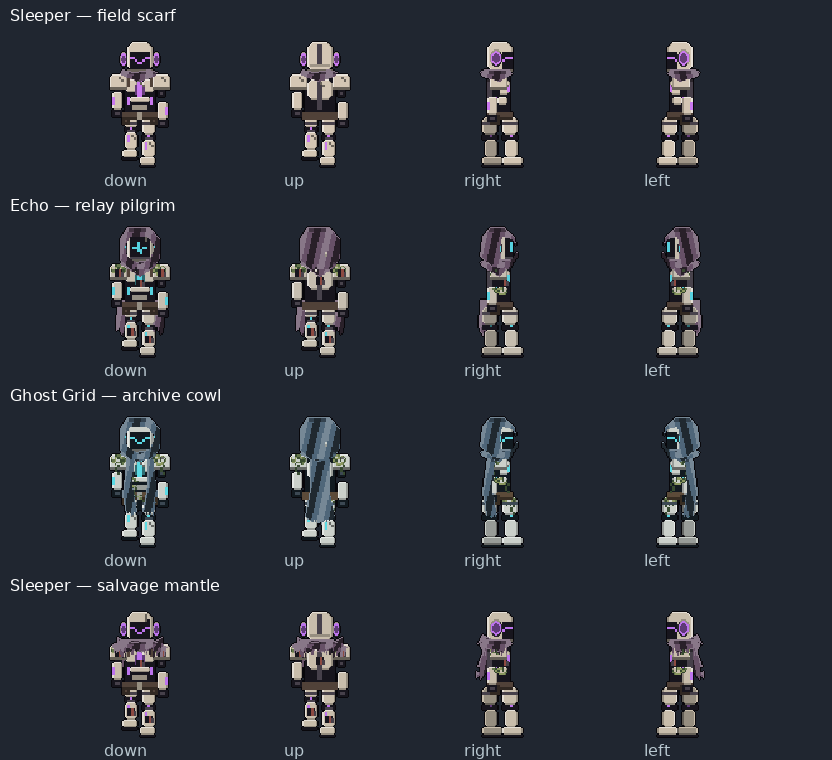 Sleeper — field scarf
down up right left
Echo — relay pilgrim
down up right left
Ghost Grid — archive cowl
down up right left
Sleeper — salvage mantle
down up right left